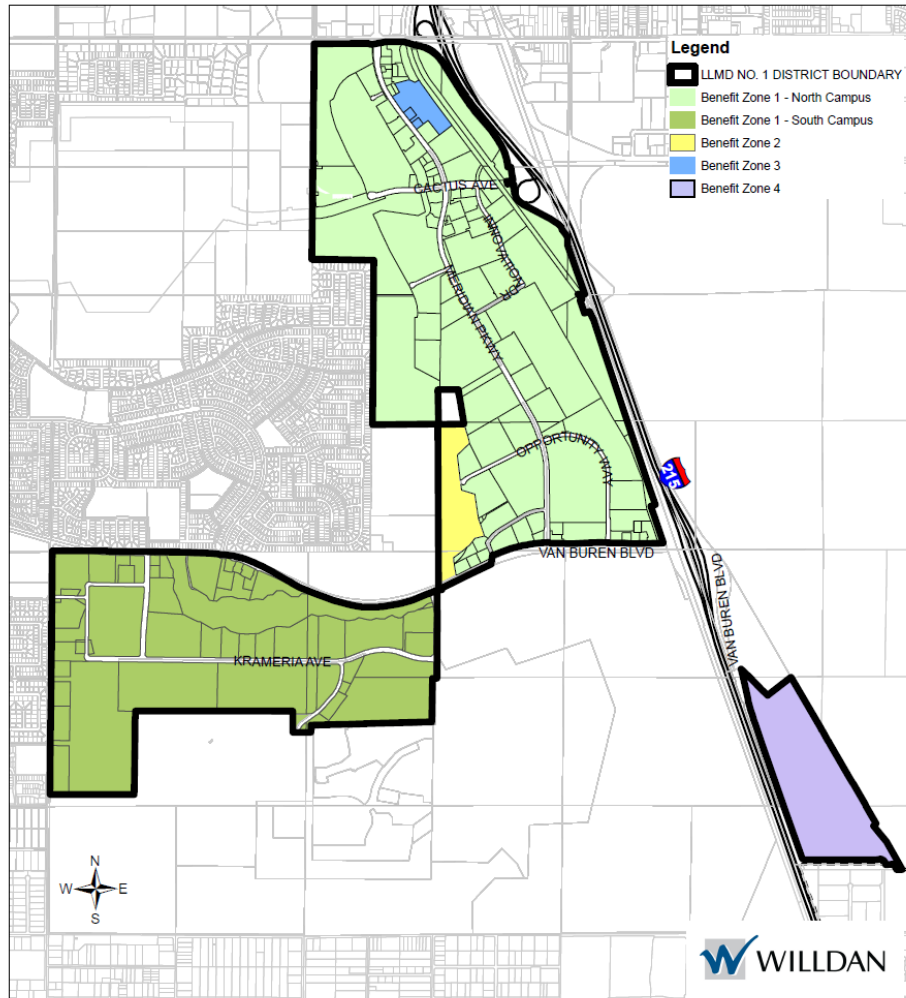 Legend
LLMD NO. 1 DISTRICT BOUNDARY
Benefit Zone 1 - North Campus
Benefit Zone 1 - South Campus
Benefit Zone 2
Benefit Zone 3
Benefit Zone 4
CACTUS AVE
INNOVATION DR
MERIDIAN PKWY
OPPORTUNITY WAY
215
VAN BUREN BLVD
VAN BUREN BLVD
KRAMERIA AVE
N
W E
S
WILLDAN